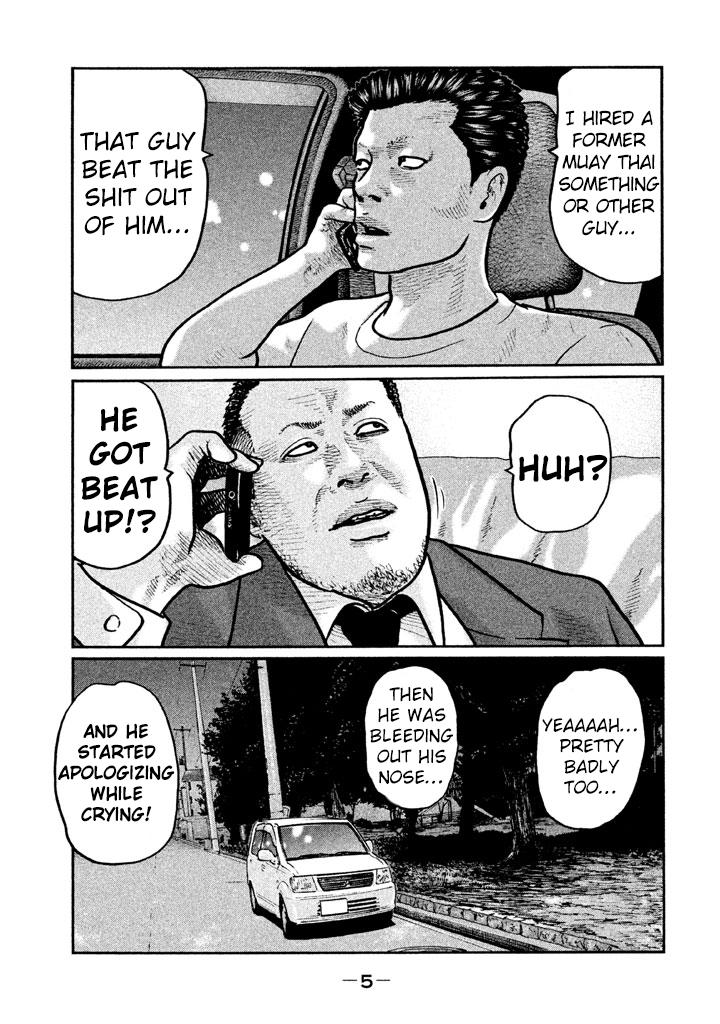 I HIRED A
FORMER
MUAY THAI
SOMETHING
OR OTHER
GUY...
THAT GUY
BEAT THE
SHIT OUT
OF HIM...
HUH?
HE
GOT
BEAT
UP!?
YEAAAAH...
PRETTY
BADLY
TOO...
THEN
HE WAS
BLEEDING
OUT HIS
NOSE...
AND HE
STARTED
APOLOGIZING
WHILE
CRYING!
—5—